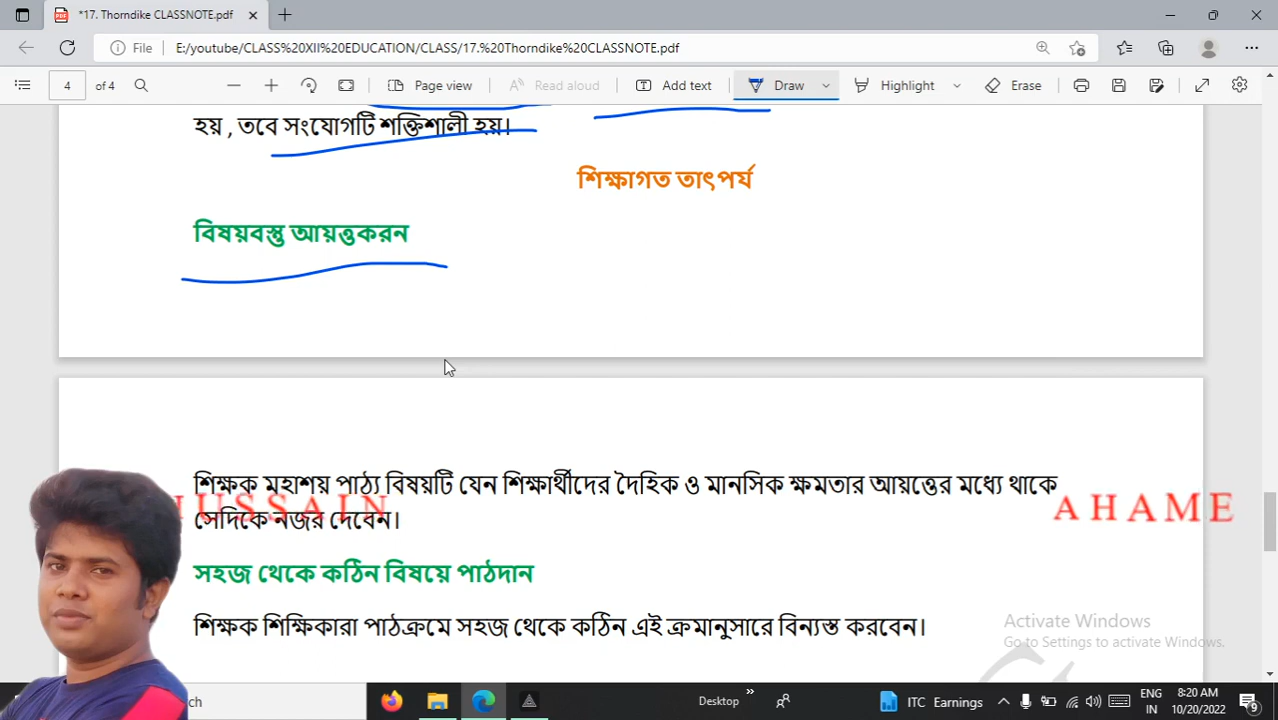 *17. Thorndike CLASSNOTE.pdf
File E:/youtube/CLASS%20XII%20EDUCATION/CLASS/17.%20Thorndike%20CLASSNOTE.pdf
4 of 4 Page view Read aloud Add text Draw Highlight Erase
হয় , তবে সংযোগটি শক্তিশালী হয়।
শিক্ষাগত তাৎপর্য
বিষয়বস্তু আয়ত্তকরন
শিক্ষক মহাশয় পাঠ্য বিষয়টি যেন শিক্ষার্থীদের দৈহিক ও মানসিক ক্ষমতার আয়ত্তের মধ্যে থাকে
HUSSAIN AHAME
সেদিকে নজর দেবেন।
সহজ থেকে কঠিন বিষয়ে পাঠদান
শিক্ষক শিক্ষিকারা পাঠক্রমে সহজ থেকে কঠিন এই ক্রমানুসারে বিন্যস্ত করবেন।
Activate Windows
Go to Settings to activate Windows.
rch Desktop ITC Earnings ENG IN 8:20 AM 10/20/2022 9